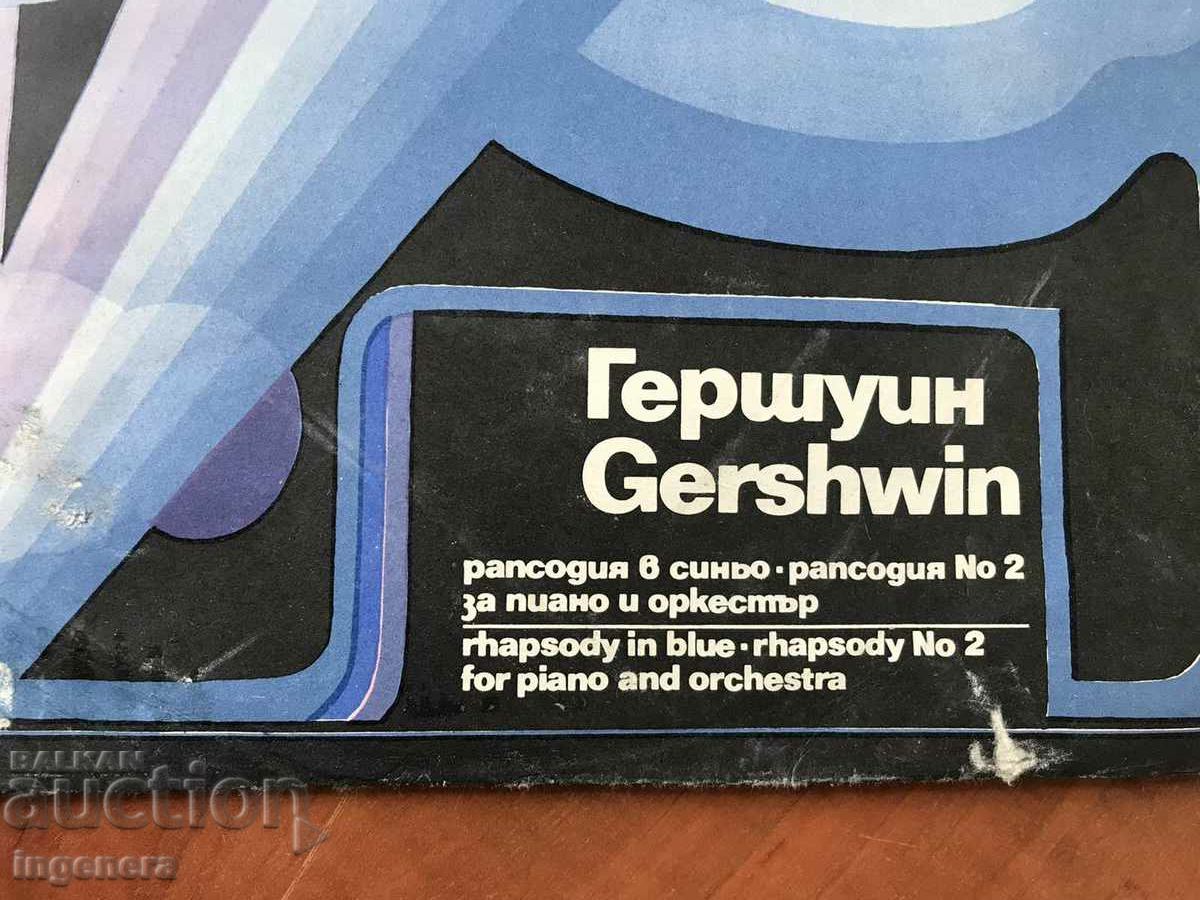 Гершуин
Gershwin
рапсодия в синьо·рапсодия No 2
за пиано и оркестър
rhapsody in blue·rhapsody No 2
for piano and orchestra
BALKAN
auction
ingenera